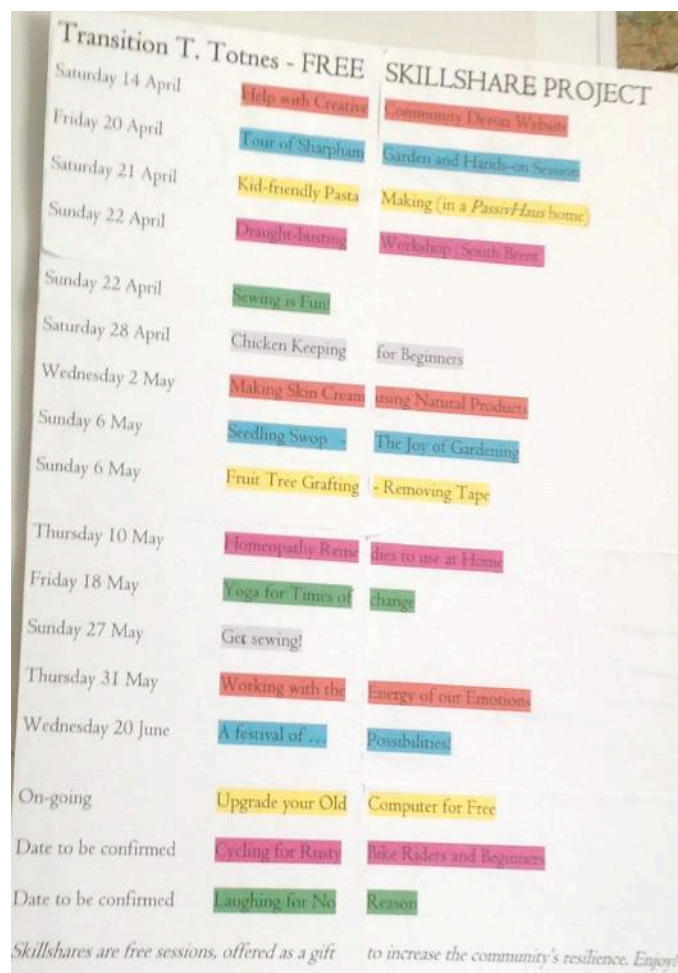 Transition T. Totnes - FREE SKILLSHARE PROJECT
Saturday 14 April Help with Creative Community Devon Website
Friday 20 April Tour of Sharpham Garden and Hands-on Session
Saturday 21 April Kid-friendly Pasta Making (in a PassivHaus home)
Sunday 22 April Draught-busting Workshop (South Brent)
Sunday 22 April Sewing is Fun!
Saturday 28 April Chicken Keeping for Beginners
Wednesday 2 May Making Skin Cream using Natural Products
Sunday 6 May Seedling Swop - The Joy of Gardening
Sunday 6 May Fruit Tree Grafting - Removing Tape
Thursday 10 May Homeopathy Remedies to use at Home
Friday 18 May Yoga for Times of change
Sunday 27 May Get sewing!
Thursday 31 May Working with the Energy of our Emotions
Wednesday 20 June A festival of ... Possibilities!
On-going Upgrade your Old Computer for Free
Date to be confirmed Cycling for Rusty Bike Riders and Beginners
Date to be confirmed Laughing for No Reason
Skillshares are free sessions, offered as a gift to increase the community's resilience. Enjoy!